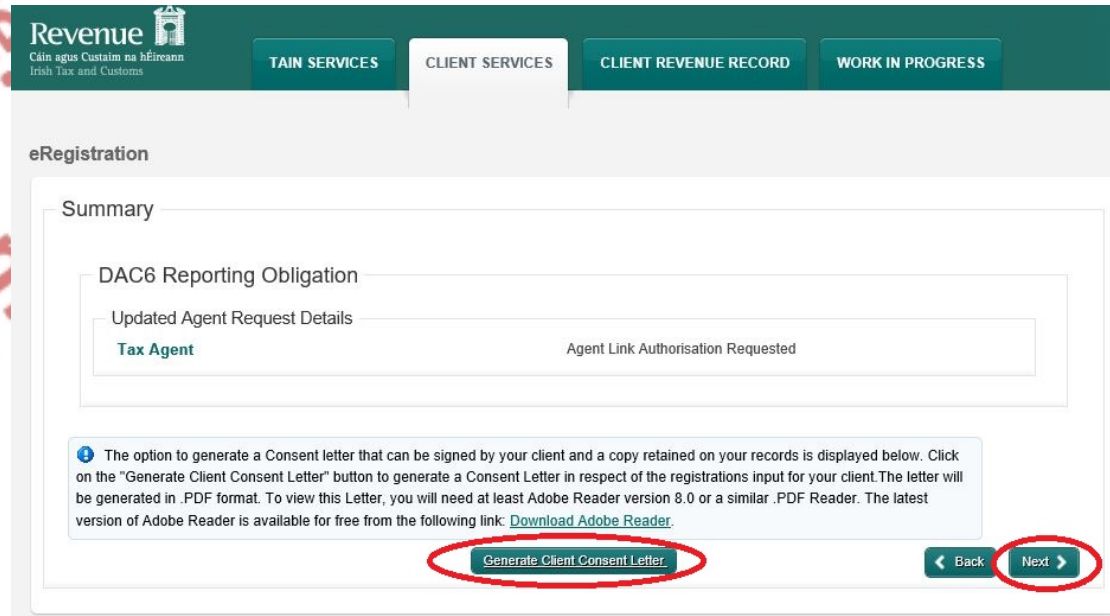 Revenue
Cáin agus Custaim na hÉireann
Irish Tax and Customs
TAIN SERVICES
CLIENT SERVICES
CLIENT REVENUE RECORD
WORK IN PROGRESS
eRegistration
Summary
DAC6 Reporting Obligation
Updated Agent Request Details
Tax Agent
Agent Link Authorisation Requested
The option to generate a Consent letter that can be signed by your client and a copy retained on your records is displayed below. Click
on the "Generate Client Consent Letter" button to generate a Consent Letter in respect of the registrations input for your client.The letter will
be generated in .PDF format. To view this Letter, you will need at least Adobe Reader version 8.0 or a similar .PDF Reader. The latest
version of Adobe Reader is available for free from the following link: Download Adobe Reader.
Generate Client Consent Letter
Back
Next